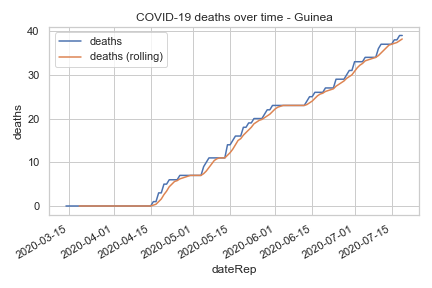 COVID-19 deaths over time - Guinea
deaths
deaths (rolling)
40
30
20
10
0
deaths
2020-03-15
2020-04-01
2020-04-15
2020-05-01
2020-05-15
2020-06-01
2020-06-15
2020-07-01
2020-07-15
dateRep